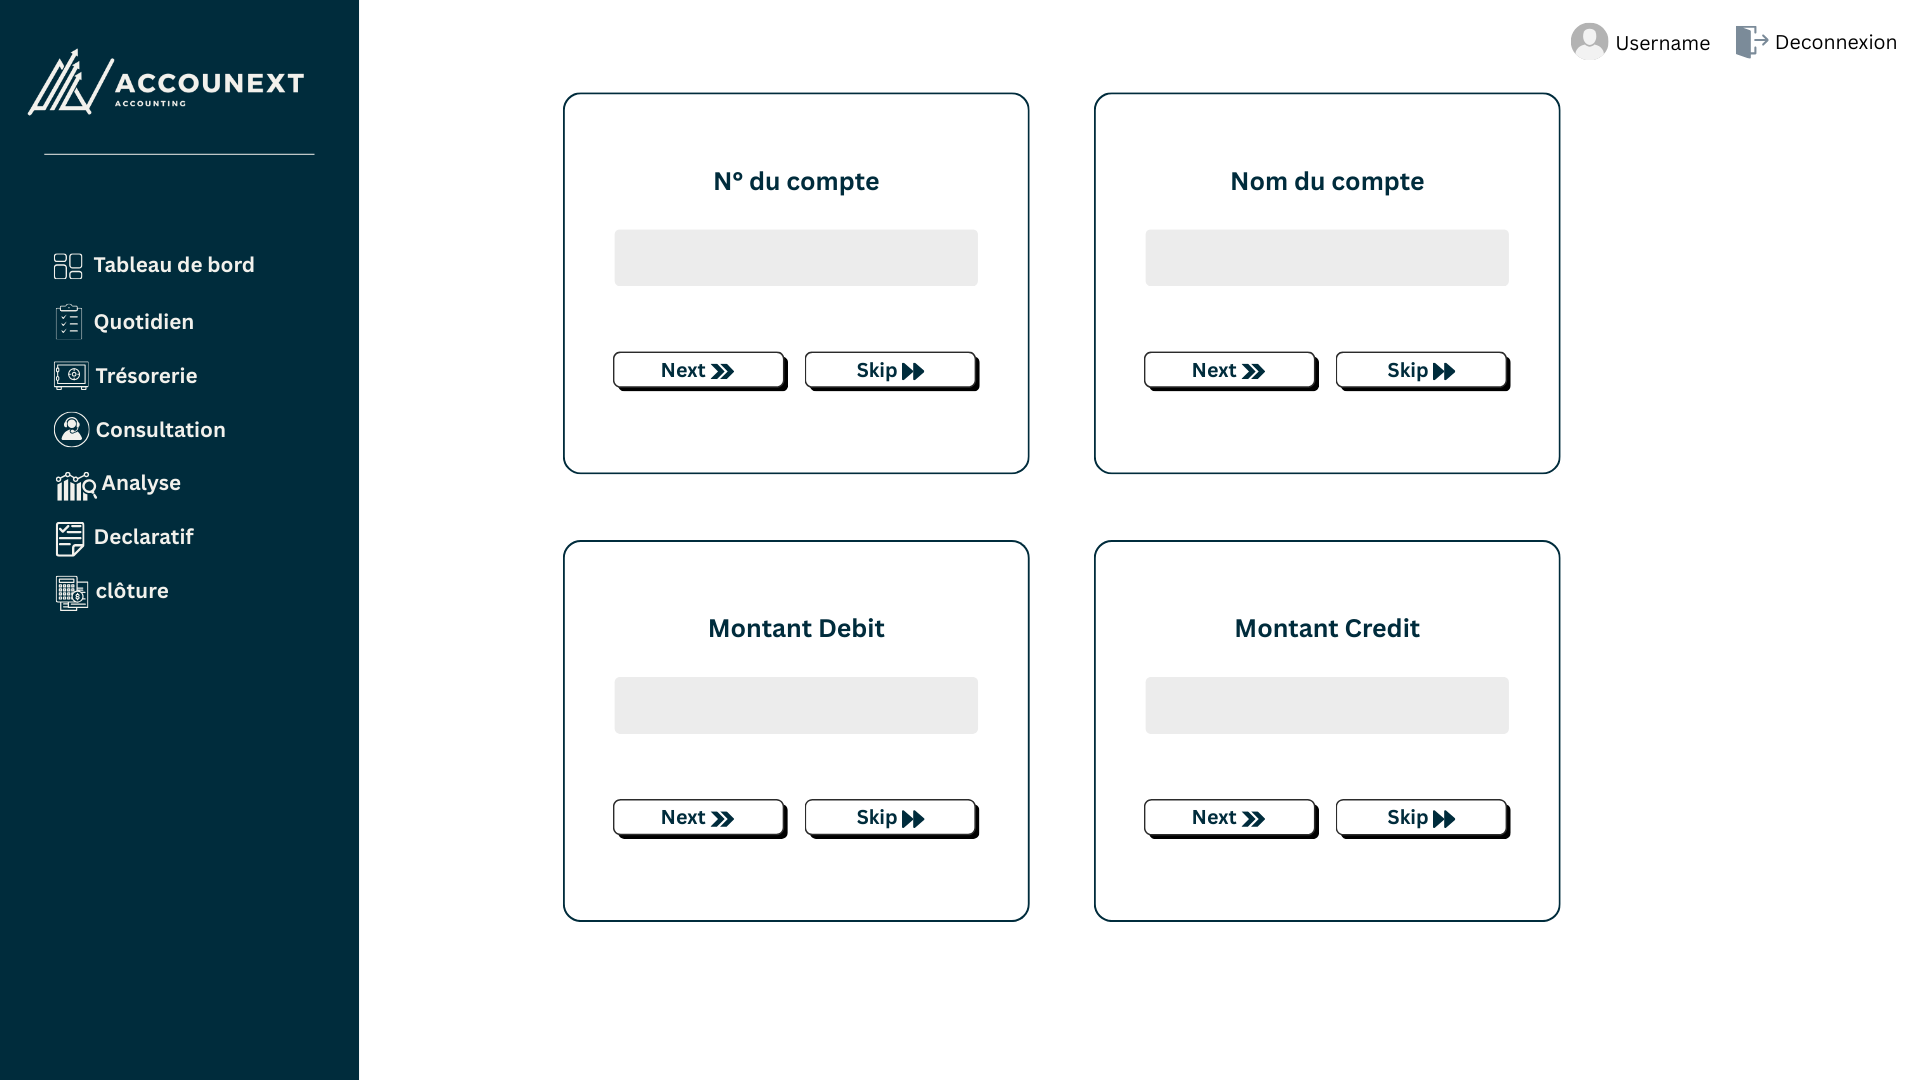 ACCOUNEXT
ACCOUNTING
Tableau de bord
Quotidien
Trésorerie
Consultation
Analyse
Declaratif
clôture
Username
Deconnexion
N° du compte
Next
Skip
Nom du compte
Next
Skip
Montant Debit
Next
Skip
Montant Credit
Next
Skip